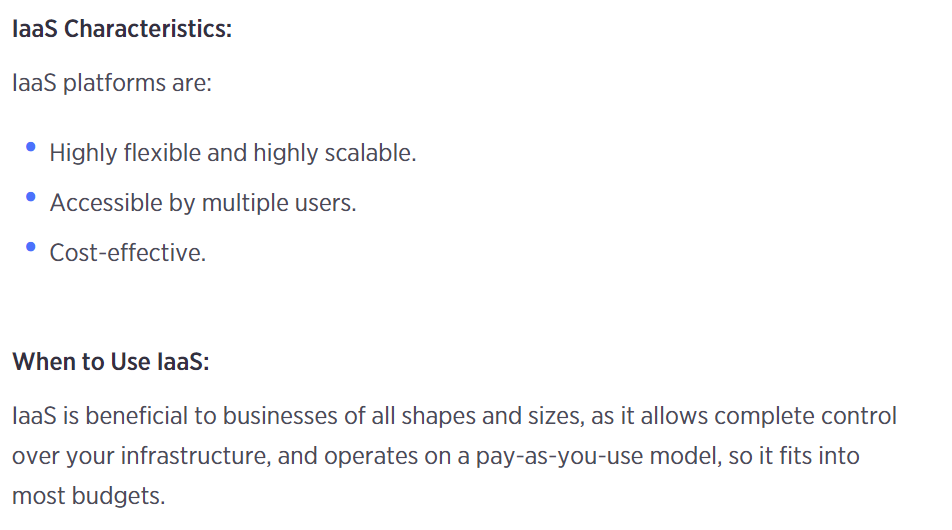 IaaS Characteristics:
IaaS platforms are:
Highly flexible and highly scalable.
Accessible by multiple users.
Cost-effective.
When to Use IaaS:
IaaS is beneficial to businesses of all shapes and sizes, as it allows complete control
over your infrastructure, and operates on a pay-as-you-use model, so it fits into
most budgets.